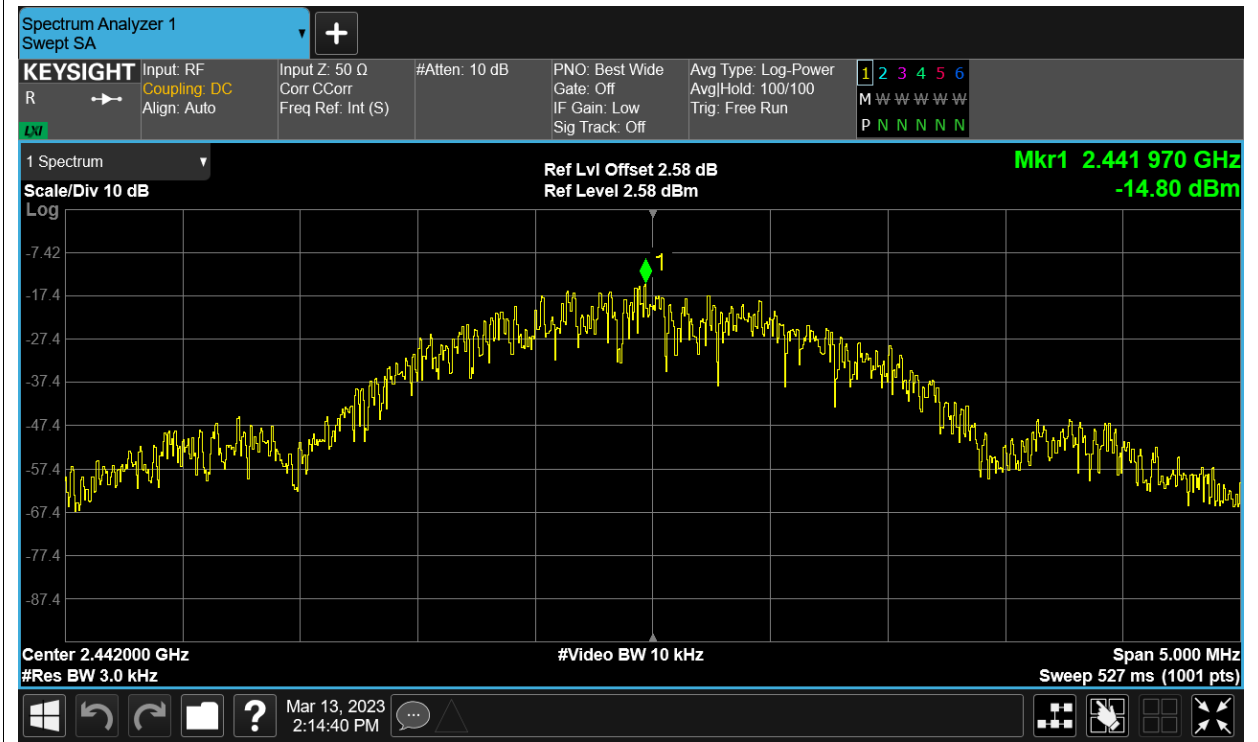 Spectrum Analyzer 1
Swept SA
KEYSIGHT
R
LXI
Input: RF
Coupling: DC
Align: Auto
Input Z: 50 Ω
Corr CCorr
Freq Ref: Int (S)
#Atten: 10 dB
PNO: Best Wide
Gate: Off
IF Gain: Low
Sig Track: Off
Avg Type: Log-Power
Avg|Hold: 100/100
Trig: Free Run
1 2 3 4 5 6
M W W W W W
P N N N N N
1 Spectrum
Scale/Div 10 dB
Ref Lvl Offset 2.58 dB
Ref Level 2.58 dBm
Mkr1 2.441 970 GHz
-14.80 dBm
Log
1
-7.42
-17.4
-27.4
-37.4
-47.4
-57.4
-67.4
-77.4
-87.4
Center 2.442000 GHz
#Video BW 10 kHz
Span 5.000 MHz
#Res BW 3.0 kHz
Sweep 527 ms (1001 pts)
?
Mar 13, 2023
2:14:40 PM